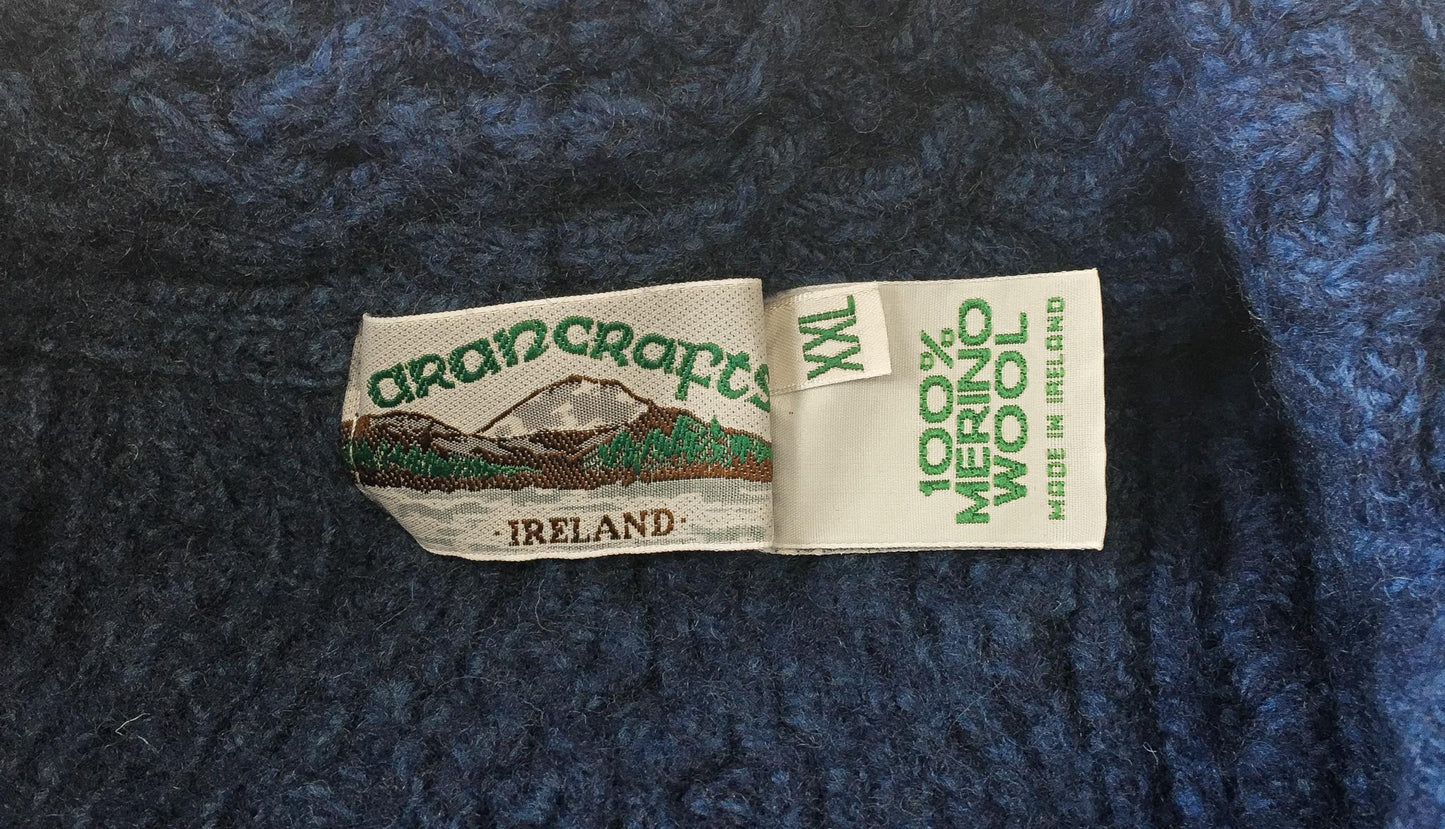 arancrafts
·IRELAND·
XXL
100%
MERINO
WOOL
MADE IN IRELAND